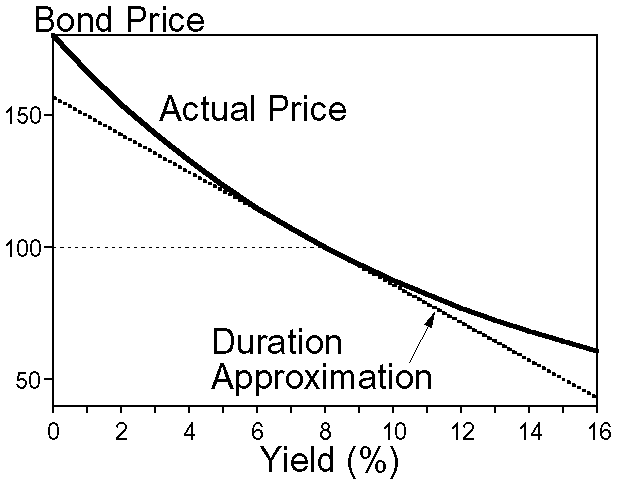 Bond Price
150
Actual Price
100
Duration
Approximation
50
0 2 4 6 8 10 12 14 16
Yield (%)